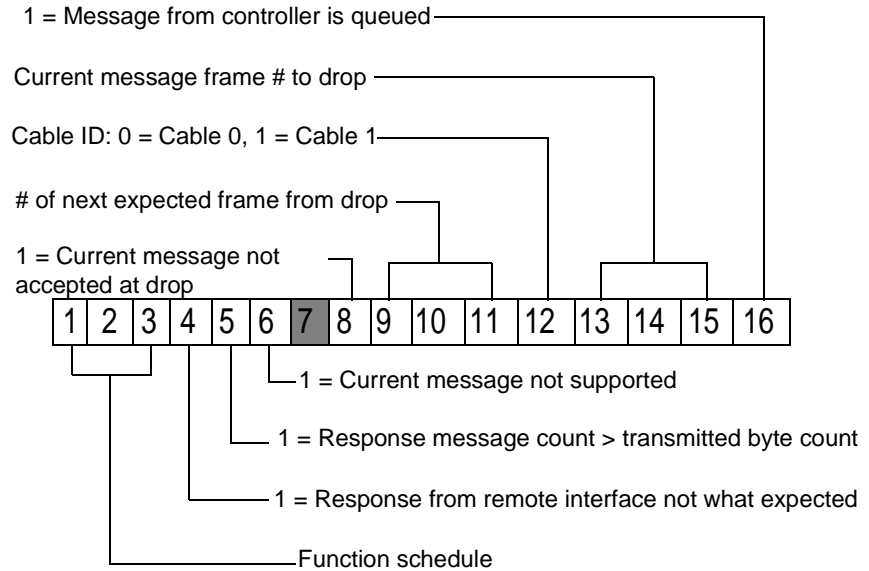 1 = Message from controller is queued
Current message frame # to drop
Cable ID: 0 = Cable 0, 1 = Cable 1
# of next expected frame from drop
1 = Current message not
accepted at drop
1 2 3 4 5 6 7 8 9 10 11 12 13 14 15 16
1 = Current message not supported
1 = Response message count > transmitted byte count
1 = Response from remote interface not what expected
Function schedule